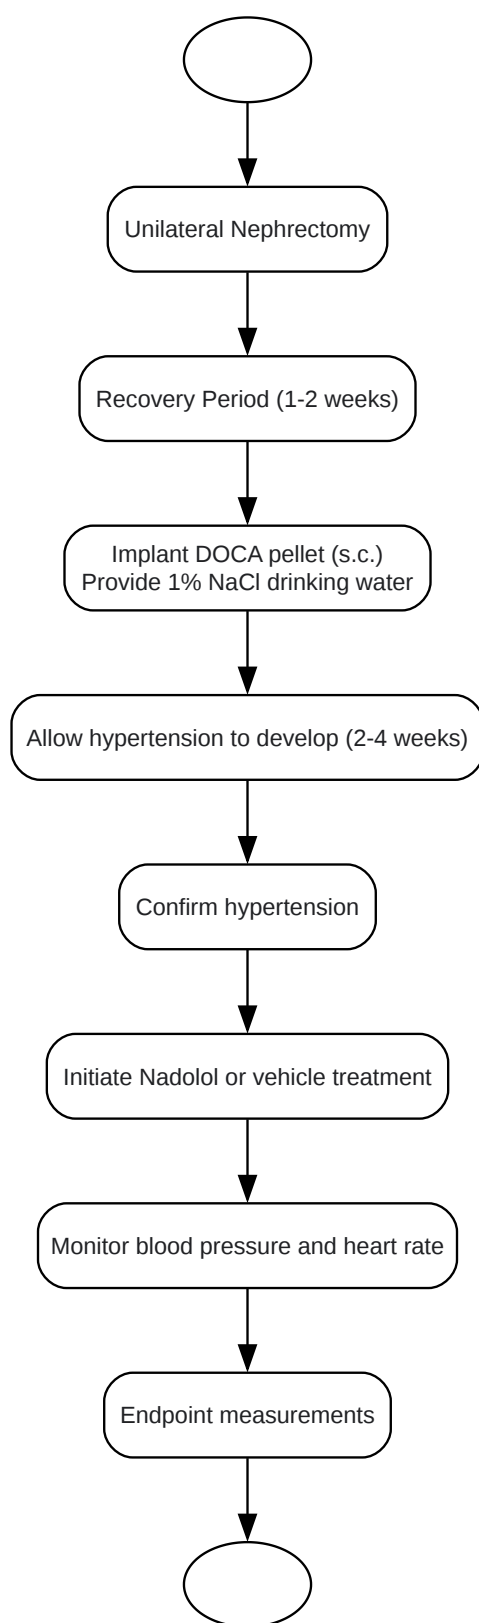 Unilateral Nephrectomy
Recovery Period (1-2 weeks)
Implant DOCA pellet (s.c.)
Provide 1% NaCl drinking water
Allow hypertension to develop (2-4 weeks)
Confirm hypertension
Initiate Nadolol or vehicle treatment
Monitor blood pressure and heart rate
Endpoint measurements